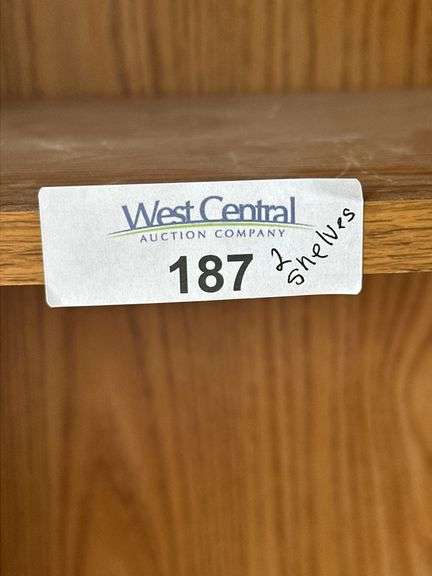 West Central
AUCTION COMPANY
187
2
shelves